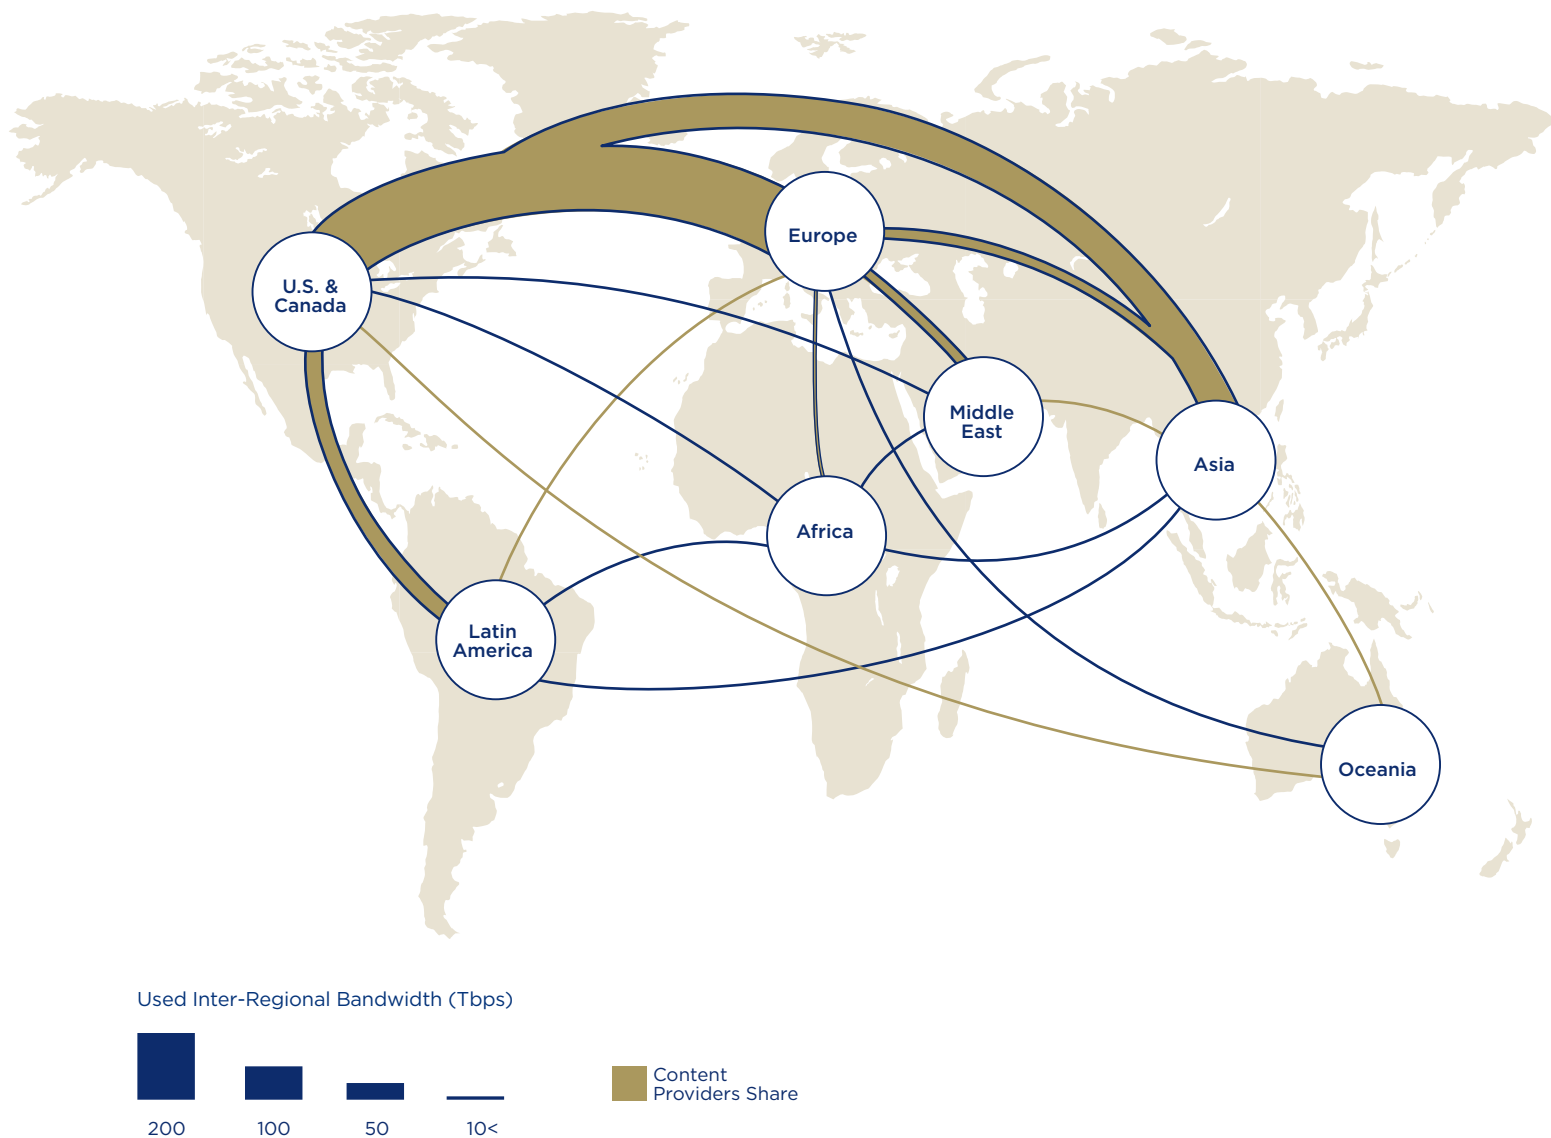 Europe
U.S. &
Canada
Middle
East
Asia
Africa
Latin
America
Oceania
Used Inter-Regional Bandwidth (Tbps)
Content
Providers Share
200 100 50 10<